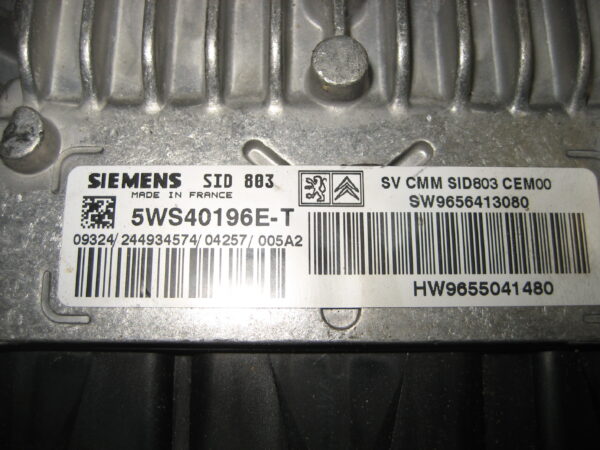 SIEMENS SID 803
MADE IN FRANCE
5WS40196E-T
09324/244934574/04257/005A2
SV CMM SID803 CEM00
SW9656413080
HW9655041480